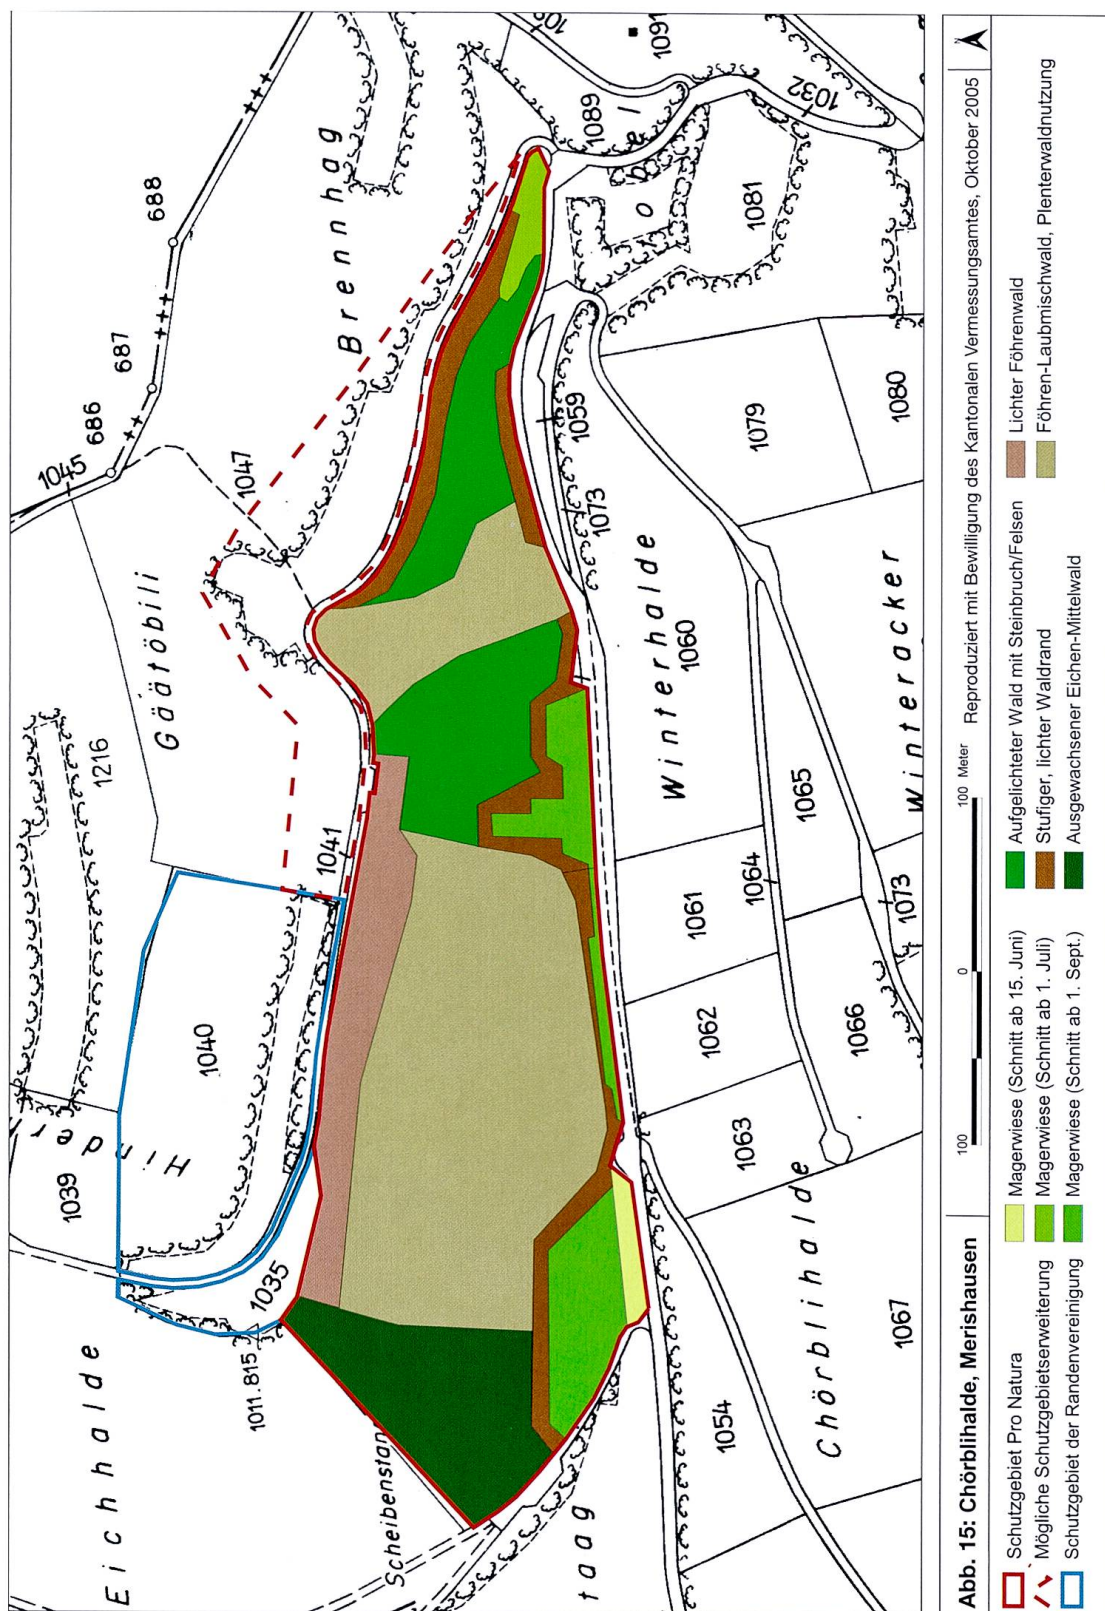 Eichhalde
Scheibenstan
taag
1011.815
1035
1039
Hinder
1040
1041
1216
Gäätöbili
1045
686
687
688
1047
Brennhag
1089
1091
1032
obel
1081
1059
1073
Winterhalde
1060
1079
1080
Winteracker
1061
1064
1065
1073
1062
1066
1063
Chörblihalde
1054
1067
Abb. 15: Chörblihalde, Merishausen
100
0
100 Meter
Reproduziert mit Bewilligung des Kantonalen Vermessungsamtes, Oktober 2005
N
Schutzgebiet Pro Natura
Mögliche Schutzgebietserweiterung
Schutzgebiet der Randenvereinigung
Magerwiese (Schnitt ab 15. Juni)
Magerwiese (Schnitt ab 1. Juli)
Magerwiese (Schnitt ab 1. Sept.)
Aufgelichteter Wald mit Steinbruch/Felsen
Stufiger, lichter Waldrand
Ausgewachsener Eichen-Mittelwald
Lichter Föhrenwald
Föhren-Laubmischwald, Plenterwaldnutzung